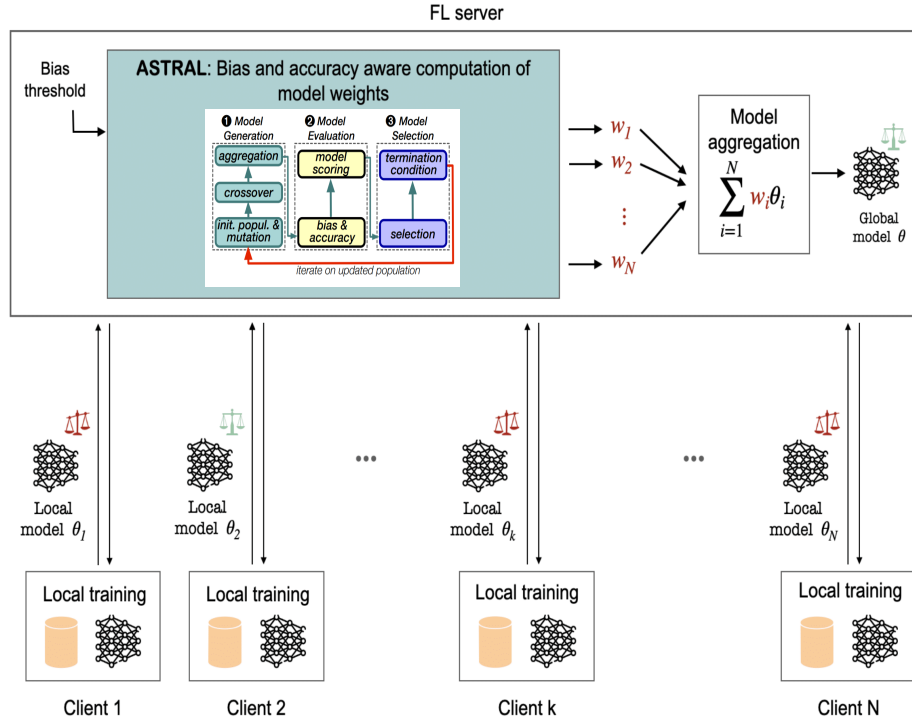 FL server
Bias
threshold
ASTRAL: Bias and accuracy aware computation of
model weights
❶ Model
Generation
aggregation
crossover
init. popul. &
mutation
❷ Model
Evaluation
model
scoring
bias &
accuracy
❸ Model
Selection
termination
condition
selection
iterate on updated population
w1
w2
⋮
wN
Model
aggregation
N
∑ wiθi
i=1
Global
model θ
Local
model θ1
Local
model θ2
...
Local
model θk
...
Local
model θN
Local training
Local training
Local training
Local training
Client 1
Client 2
Client k
Client N